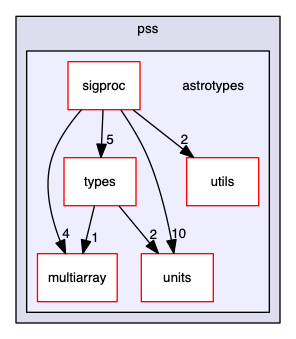 pss
sigproc
astrotypes
5
2
types
utils
4
1
2
10
multiarray
units